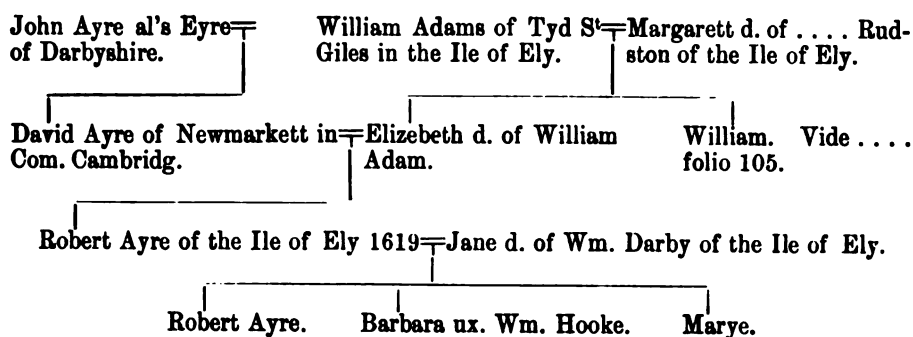 John Ayre al's Eyre
of Darbyshire.
William Adams of Tyd St
Giles in the Ile of Ely.
Margarett d. of .... Rud-
ston of the Ile of Ely.
David Ayre of Newmarkett in
Com. Cambridg.
Elizebeth d. of William
Adam.
William. Vide ....
folio 105.
Robert Ayre of the Ile of Ely 1619
Jane d. of Wm. Darby of the Ile of Ely.
Robert Ayre.
Barbara ux. Wm. Hooke.
Marye.